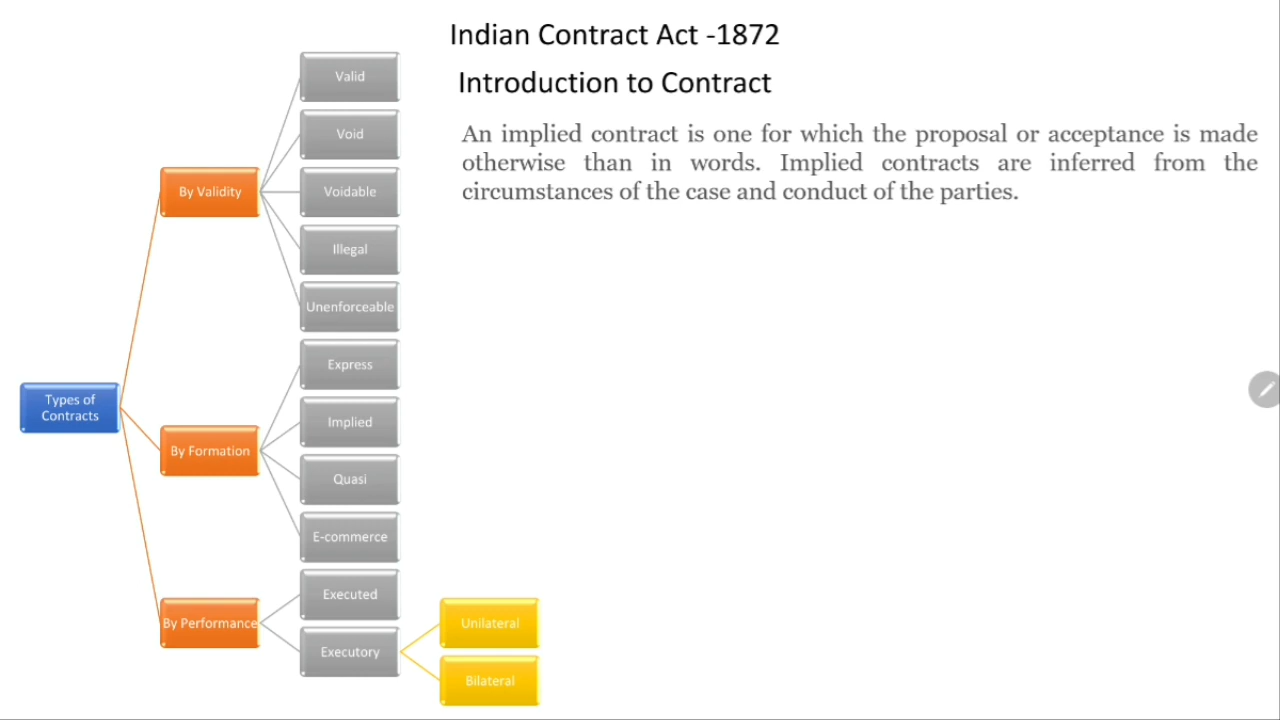 Indian Contract Act -1872
Introduction to Contract
An implied contract is one for which the proposal or acceptance is made
otherwise than in words. Implied contracts are inferred from the
circumstances of the case and conduct of the parties.
Types of
Contracts
By Validity
Valid
Void
Voidable
Illegal
Unenforceable
By Formation
Express
Implied
Quasi
E-commerce
By Performance
Executed
Executory
Unilateral
Bilateral